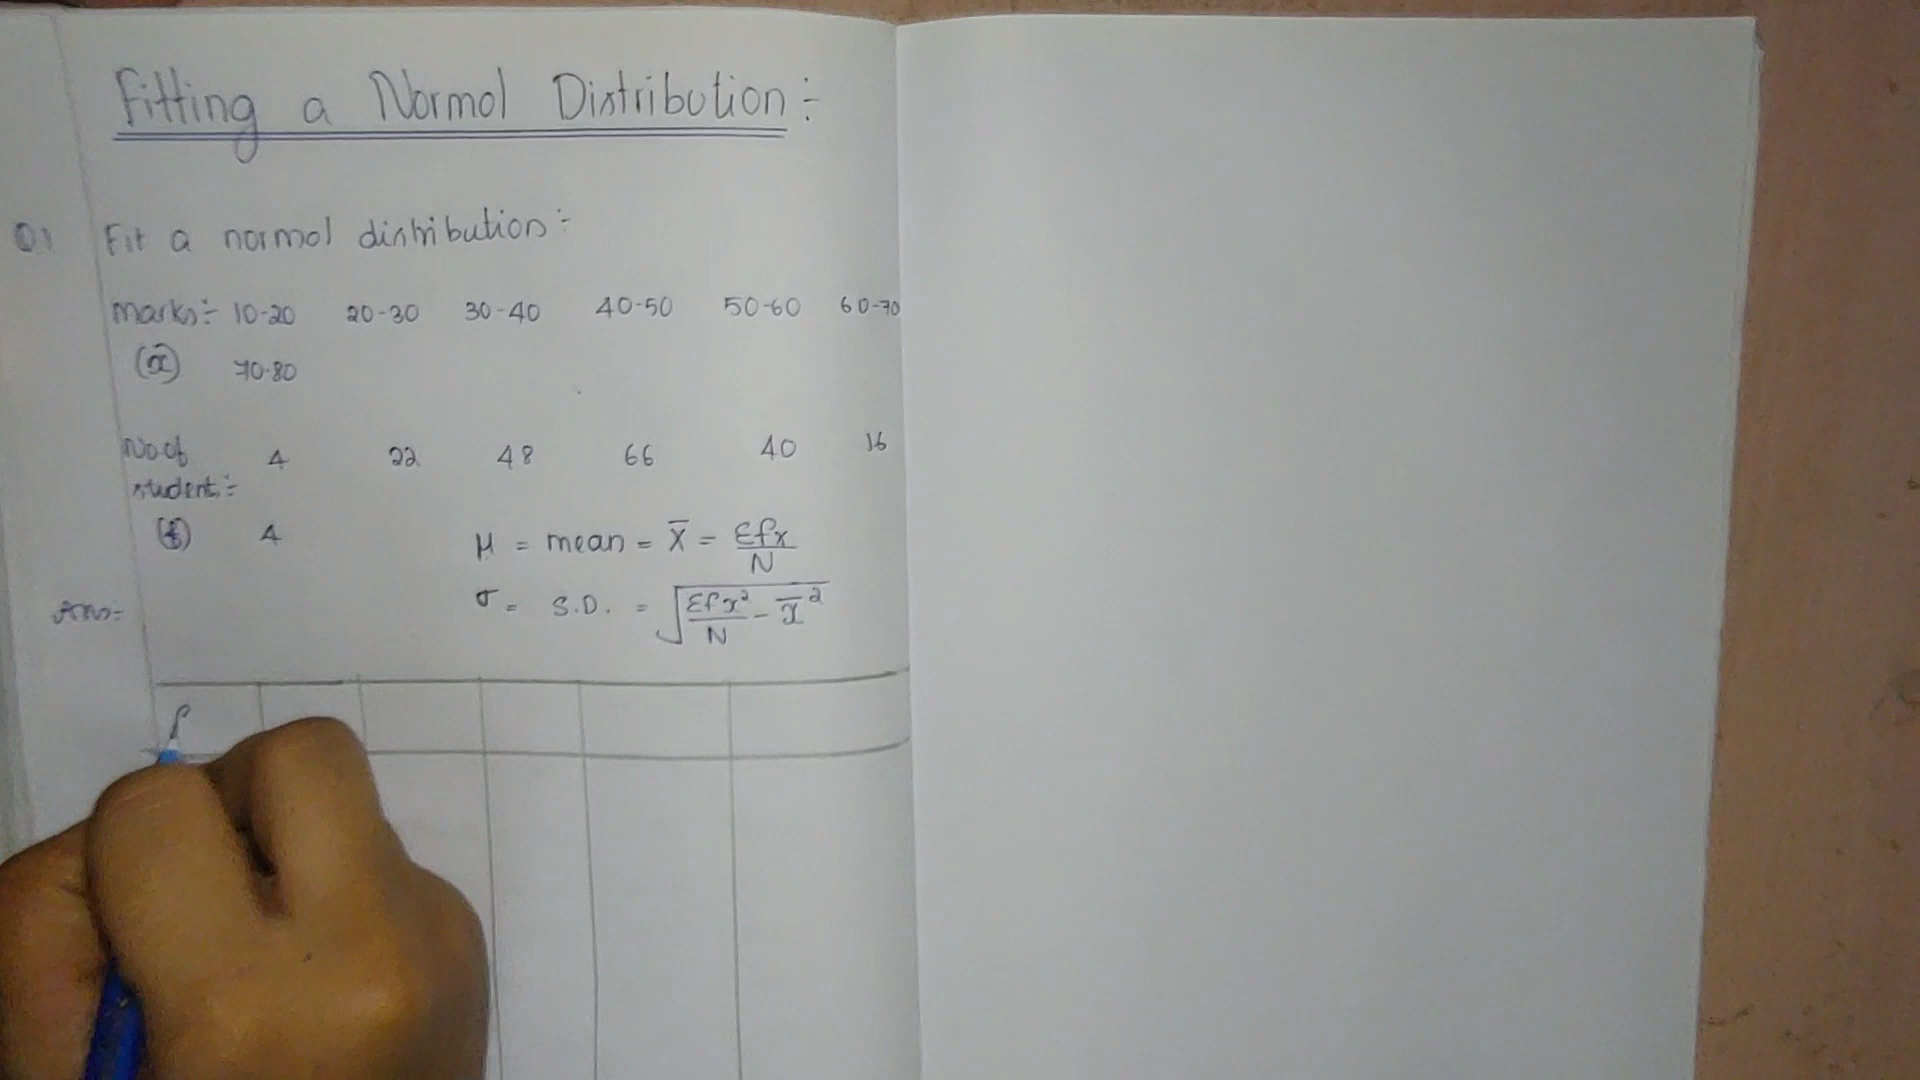 Fitting a Normal Distribution :-
Q.1 Fit a normal distribution :-
Marks :- 10-20 20-30 30-40 40-50 50-60 60-70
(x) 70-80
No of 4 22 48 66 40 16
student :-
(f) 4
μ = mean = x̄ = Σfx/N
σ = S.D. = √(Σfx²/N - x̄²)
Ans:-
f